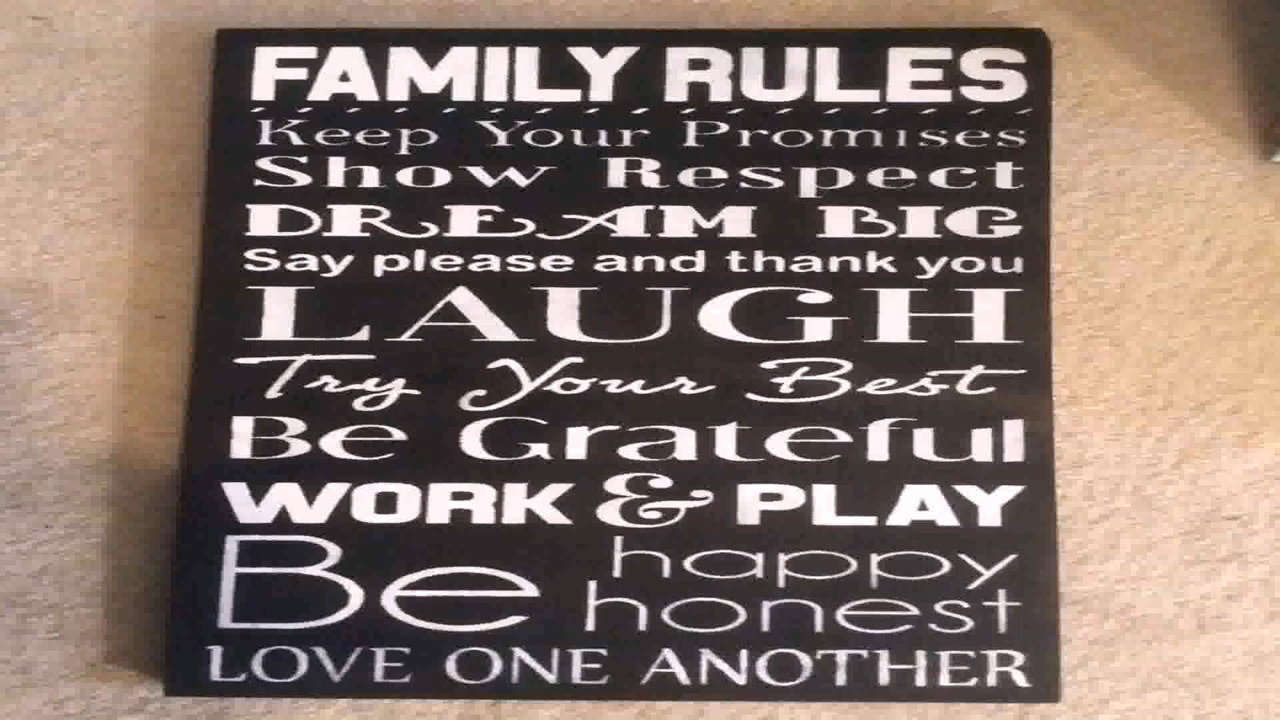 FAMILY RULES
Keep Your Promises
Show Respect
DREAM BIG
Say please and thank you
LAUGH
Try Your Best
Be Grateful
WORK & PLAY
Be happy
honest
LOVE ONE ANOTHER